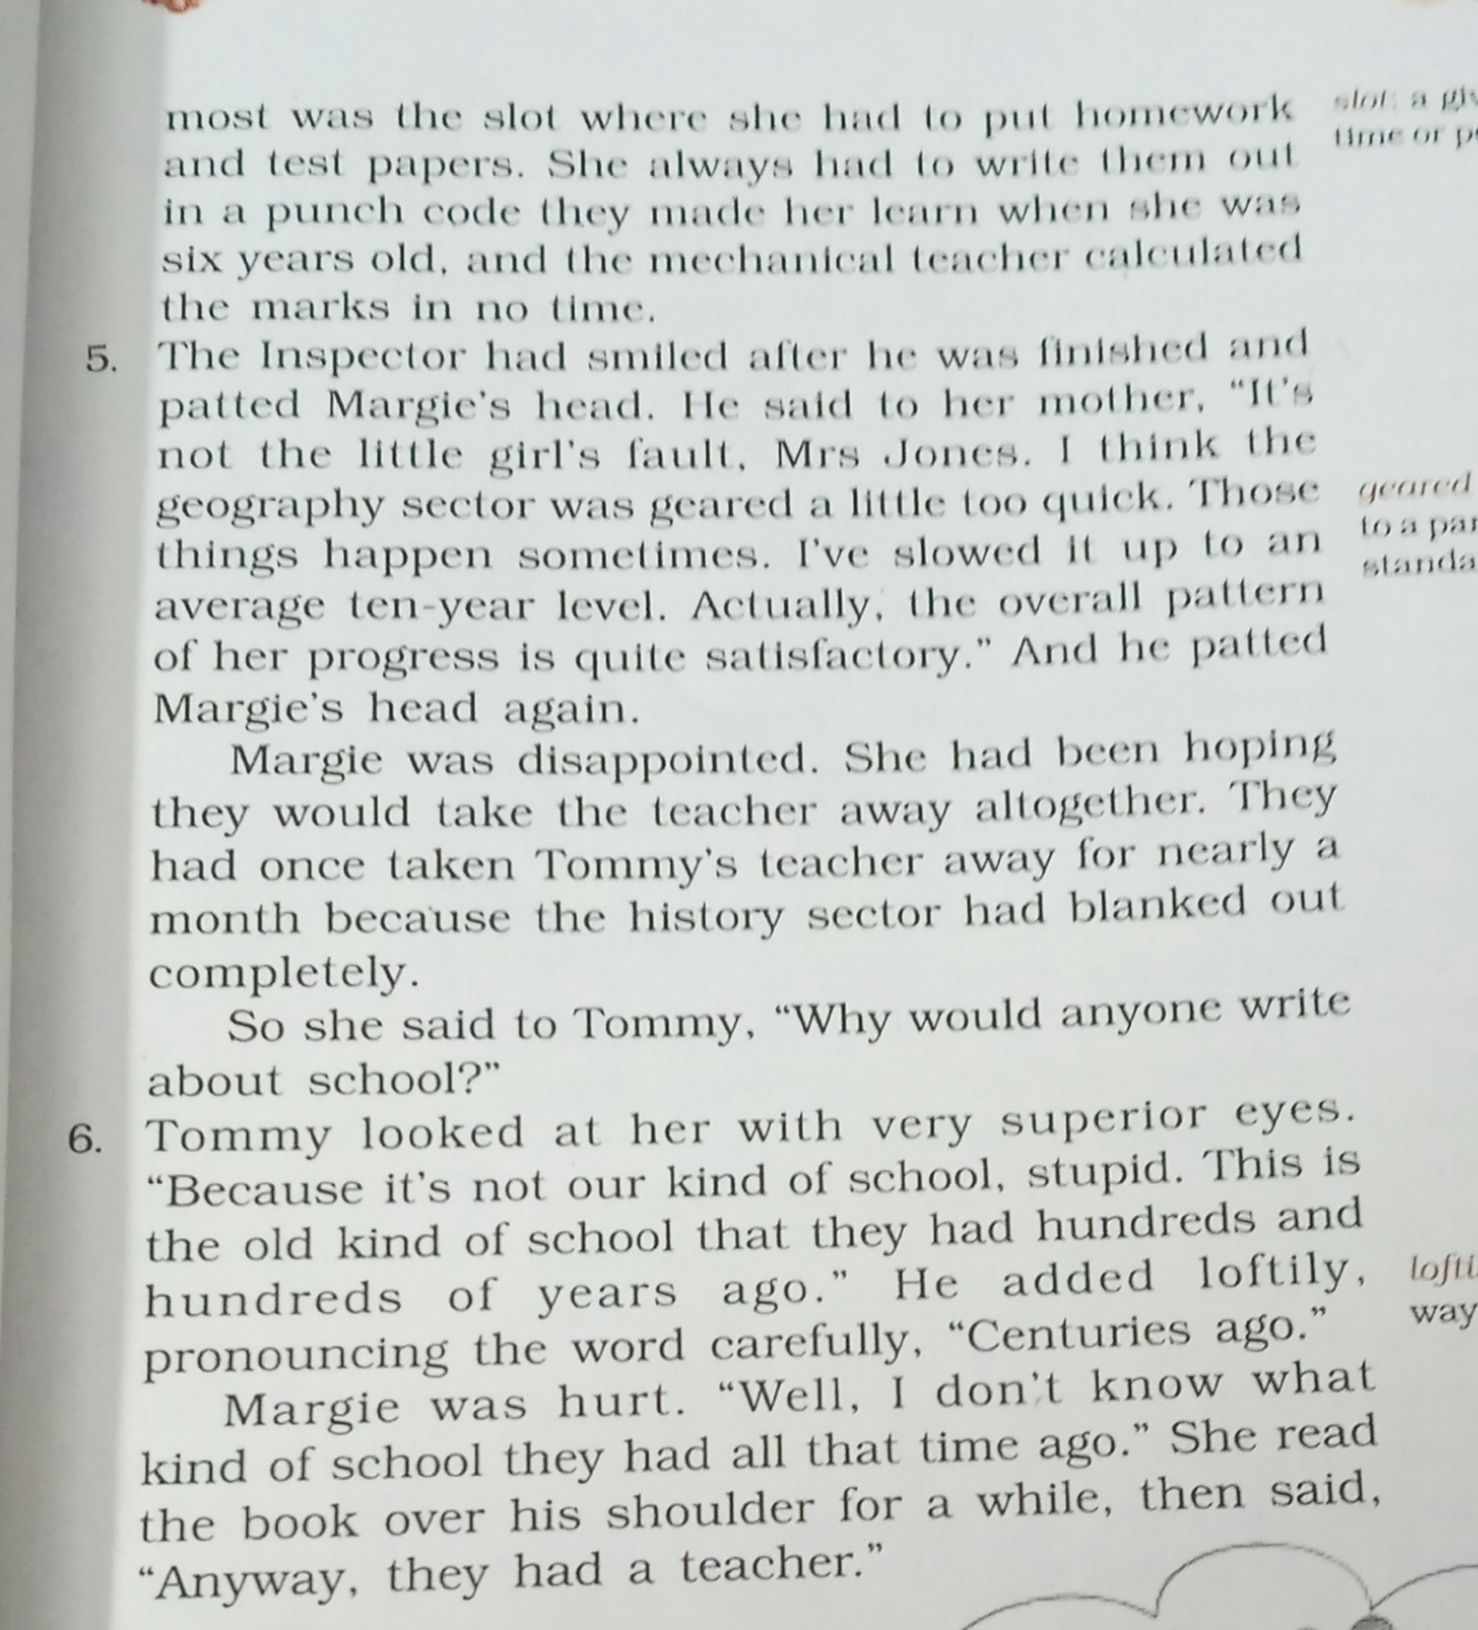 most was the slot where she had to put homework
and test papers. She always had to write them out
in a punch code they made her learn when she was
six years old, and the mechanical teacher calculated
the marks in no time.
5. The Inspector had smiled after he was finished and
patted Margie's head. He said to her mother, “It's
not the little girl's fault, Mrs Jones. I think the
geography sector was geared a little too quick. Those
things happen sometimes. I've slowed it up to an
average ten-year level. Actually, the overall pattern
of her progress is quite satisfactory.” And he patted
Margie's head again.
Margie was disappointed. She had been hoping
they would take the teacher away altogether. They
had once taken Tommy's teacher away for nearly a
month because the history sector had blanked out
completely.
So she said to Tommy, “Why would anyone write
about school?”
6. Tommy looked at her with very superior eyes.
“Because it's not our kind of school, stupid. This is
the old kind of school that they had hundreds and
hundreds of years ago.” He added loftily,
pronouncing the word carefully, “Centuries ago.”
Margie was hurt. “Well, I don't know what
kind of school they had all that time ago.” She read
the book over his shoulder for a while, then said,
“Anyway, they had a teacher.”
slot: a
time or
geared
to a
way